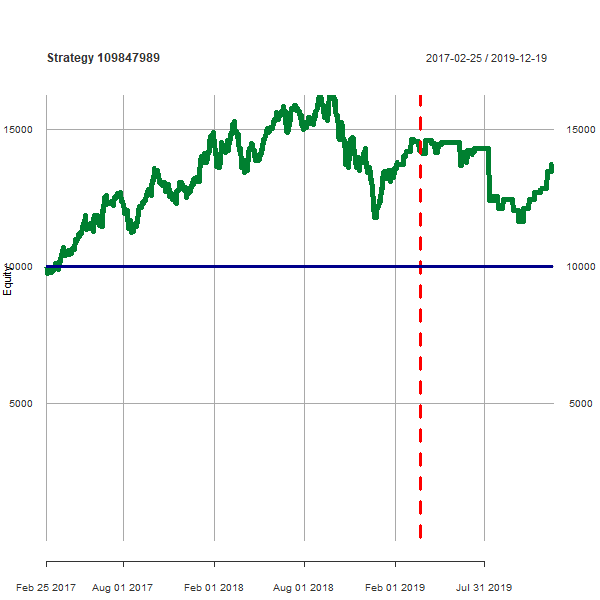 Strategy 109847989
2017-02-25 / 2019-12-19
15000
15000
10000
10000
Equity
5000
5000
Feb 25 2017
Aug 01 2017
Feb 01 2018
Aug 01 2018
Feb 01 2019
Jul 31 2019